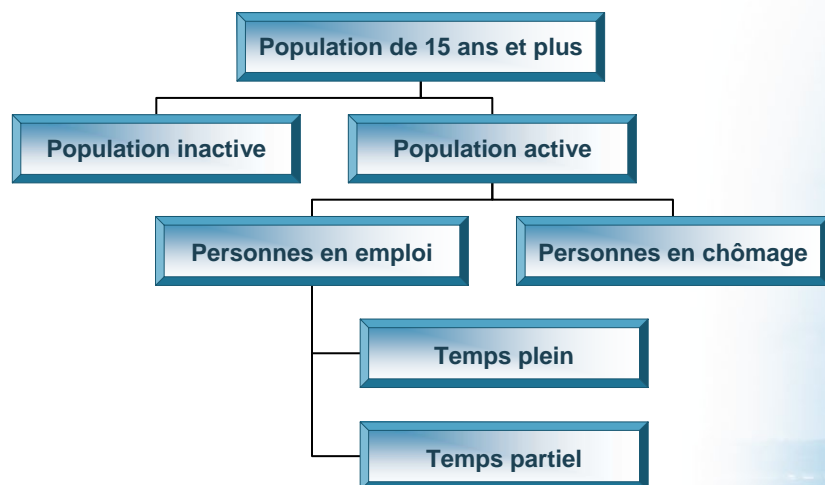 Population de 15 ans et plus
Population inactive
Population active
Personnes en emploi
Personnes en chômage
Temps plein
Temps partiel